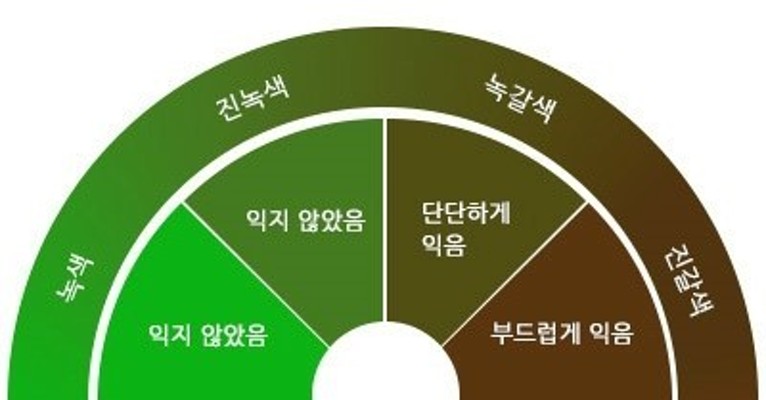 녹색
진녹색
녹갈색
진갈색
익지 않았음
익지 않았음
단단하게
익음
부드럽게 익음